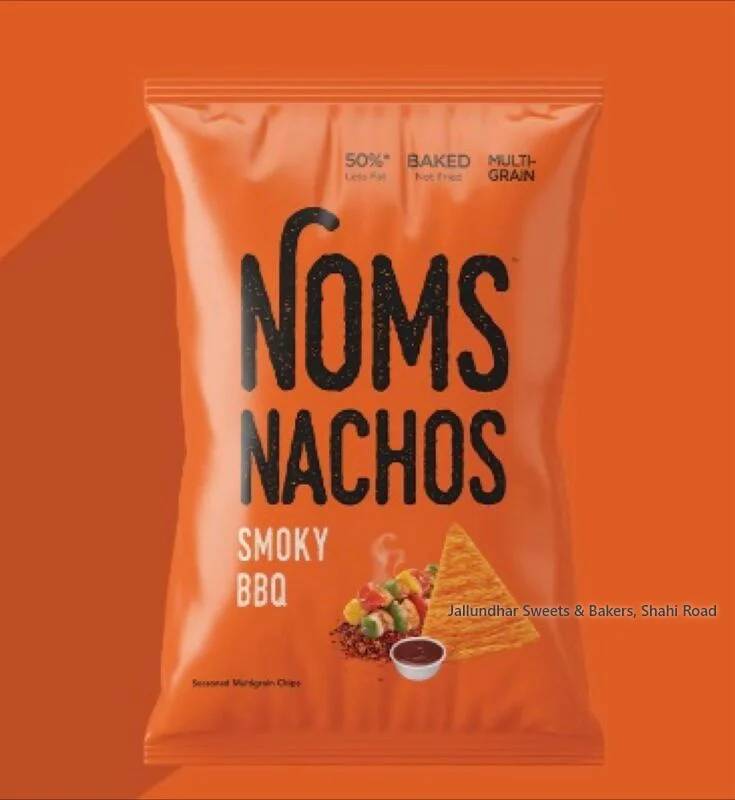 50%* BAKED MULTI-
Less Fat Not Fried GRAIN
NOMS™
NACHOS
SMOKY
BBQ
Jallundhar Sweets & Bakers, Shahi Road
Seasoned Multigrain Chips